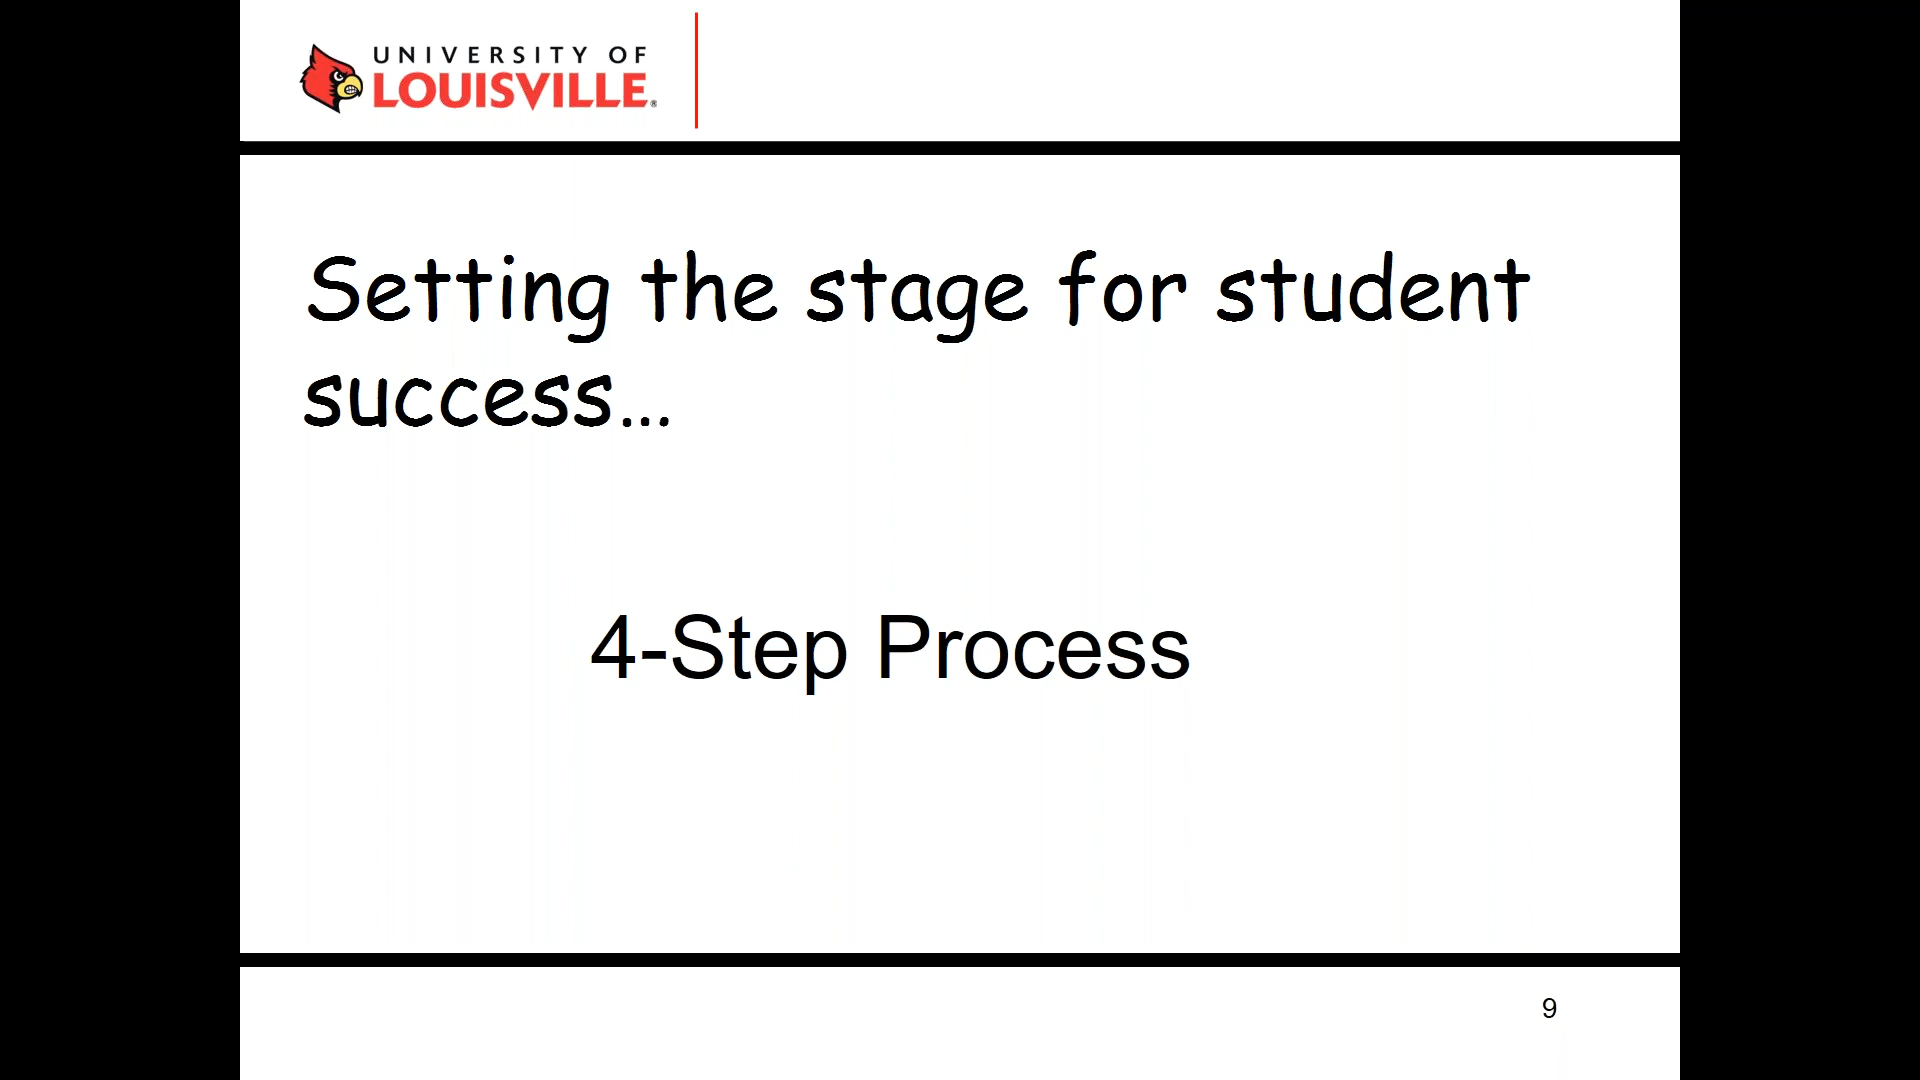 UNIVERSITY OF
LOUISVILLE®
Setting the stage for student
success...
4-Step Process
9